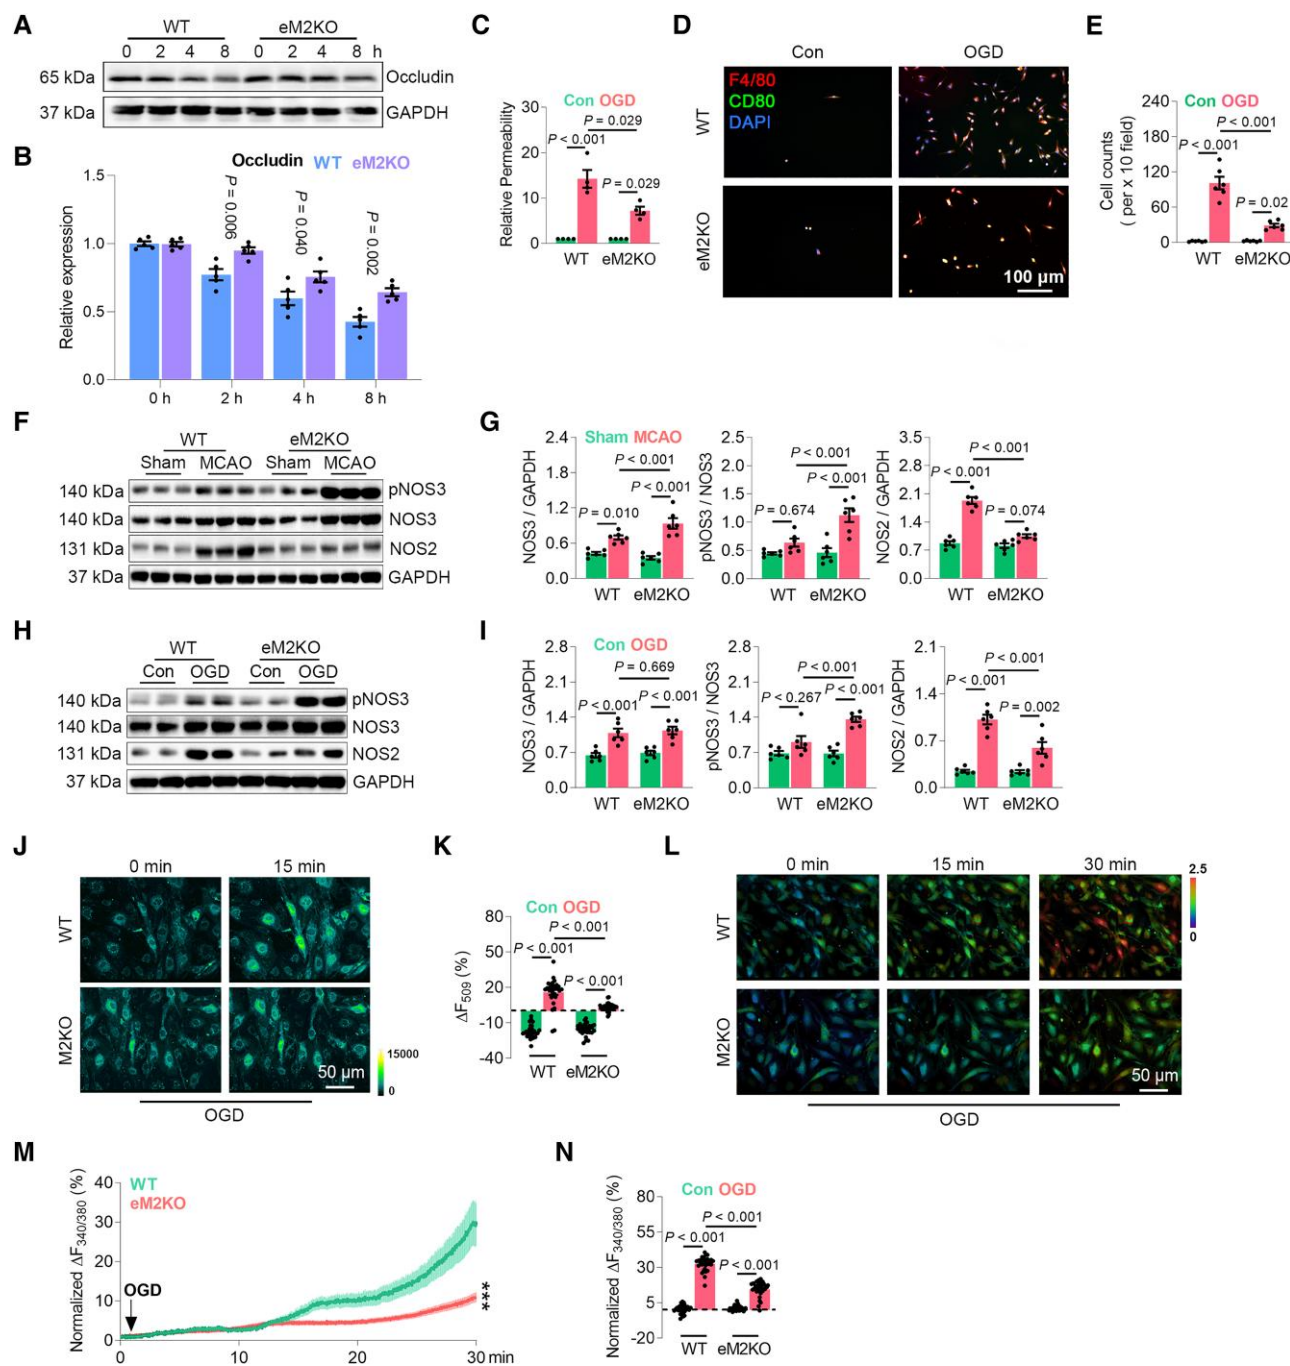 A
WT eM2KO
0 2 4 8 0 2 4 8 h
65 kDa Occludin
37 kDa GAPDH
B
Occludin WT eM2KO
Relative expression
1.5
1.0
0.5
0.0
P = 0.006
P = 0.040
P = 0.002
0 h 2 h 4 h 8 h
C
Con OGD
Relative Permeability
30
20
10
0
P = 0.029
P < 0.001
P = 0.029
WT eM2KO
D
Con OGD
F4/80
CD80
DAPI
WT
eM2KO
100 µm
E
Con OGD
Cell counts
( per x 10 field)
240
180
120
60
0
P < 0.001
P < 0.001
P = 0.02
WT eM2KO
F
WT eM2KO
Sham MCAO Sham MCAO
140 kDa pNOS3
140 kDa NOS3
131 kDa NOS2
37 kDa GAPDH
G
Sham MCAO
NOS3 / GAPDH
2.4
1.8
1.2
0.6
0.0
P < 0.001
P < 0.001
P = 0.010
WT eM2KO
pNOS3 / NOS3
2.5
2.0
1.5
1.0
0.5
0.0
P < 0.001
P < 0.001
P = 0.674
WT eM2KO
NOS2 / GAPDH
3.5
2.8
2.1
1.4
0.7
0.0
P < 0.001
P < 0.001
P = 0.074
WT eM2KO
H
WT eM2KO
Con OGD Con OGD
140 kDa pNOS3
140 kDa NOS3
131 kDa NOS2
37 kDa GAPDH
I
Con OGD
NOS3 / GAPDH
2.8
2.1
1.4
0.7
0.0
P = 0.669
P < 0.001
P < 0.001
WT eM2KO
pNOS3 / NOS3
2.8
2.1
1.4
0.7
0.0
P < 0.001
P < 0.267
P < 0.001
WT eM2KO
NOS2 / GAPDH
2.1
1.4
0.7
0.0
P < 0.001
P < 0.001
P = 0.002
WT eM2KO
J
0 min 15 min
WT
M2KO
15000
0
50 µm
OGD
K
Con OGD
ΔF509 (%)
80
50
20
-10
-40
P < 0.001
P < 0.001
P < 0.001
WT eM2KO
L
0 min 15 min 30 min
WT
M2KO
2.5
0
50 µm
OGD
M
WT
eM2KO
Normalized ΔF340/380 (%)
40
30
20
10
0
OGD
***
0 10 20 30 min
N
Con OGD
Normalized ΔF340/380 (%)
80
55
30
5
-20
P < 0.001
P < 0.001
P < 0.001
WT eM2KO